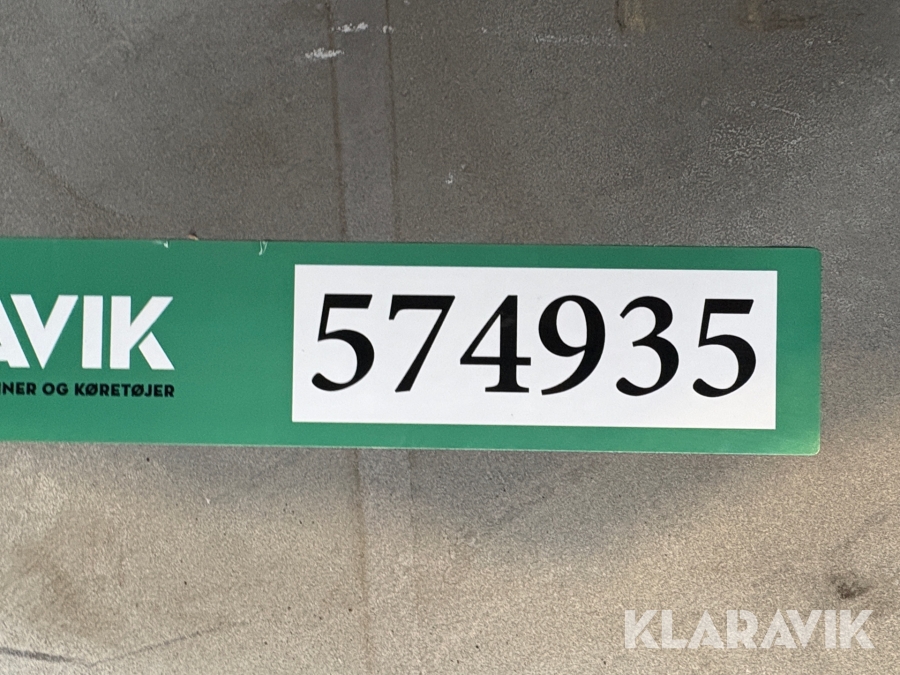 AVIK
NER OG KØRETØJER
574935
KLARAVIK